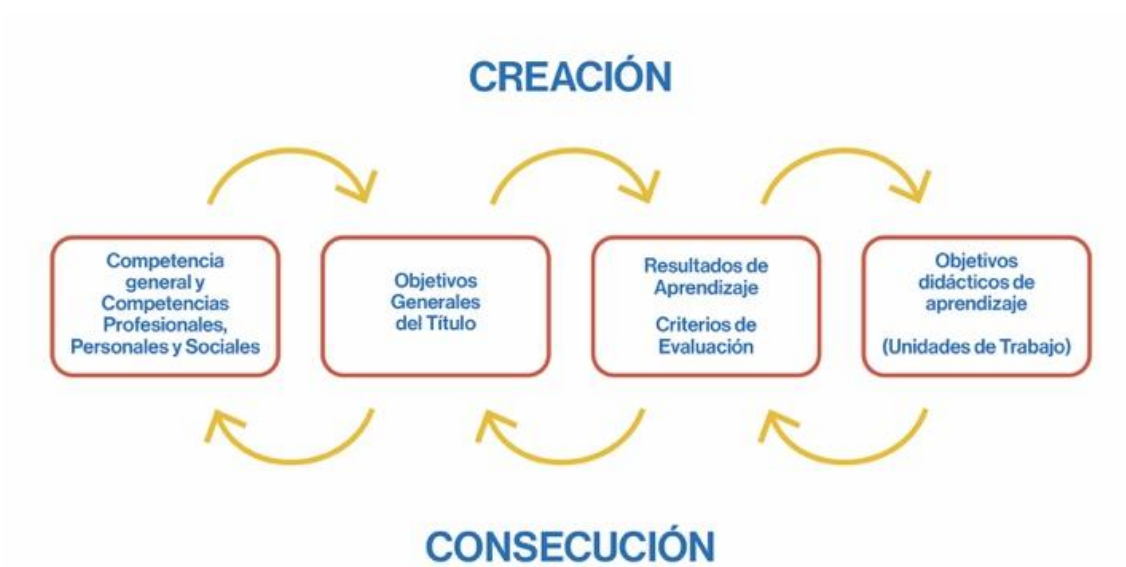 CREACIÓN
Competencia
general y
Competencias
Profesionales,
Personales y Sociales
Objetivos
Generales
del Título
Resultados de
Aprendizaje
Criterios de
Evaluación
Objetivos
didácticos de
aprendizaje
(Unidades de Trabajo)
CONSECUCIÓN